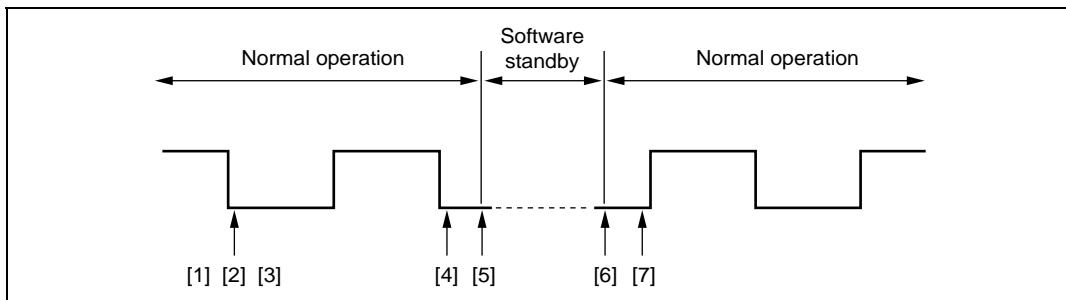 Software
standby
Normal operation
Normal operation
[1] [2] [3] [4] [5] [6] [7]